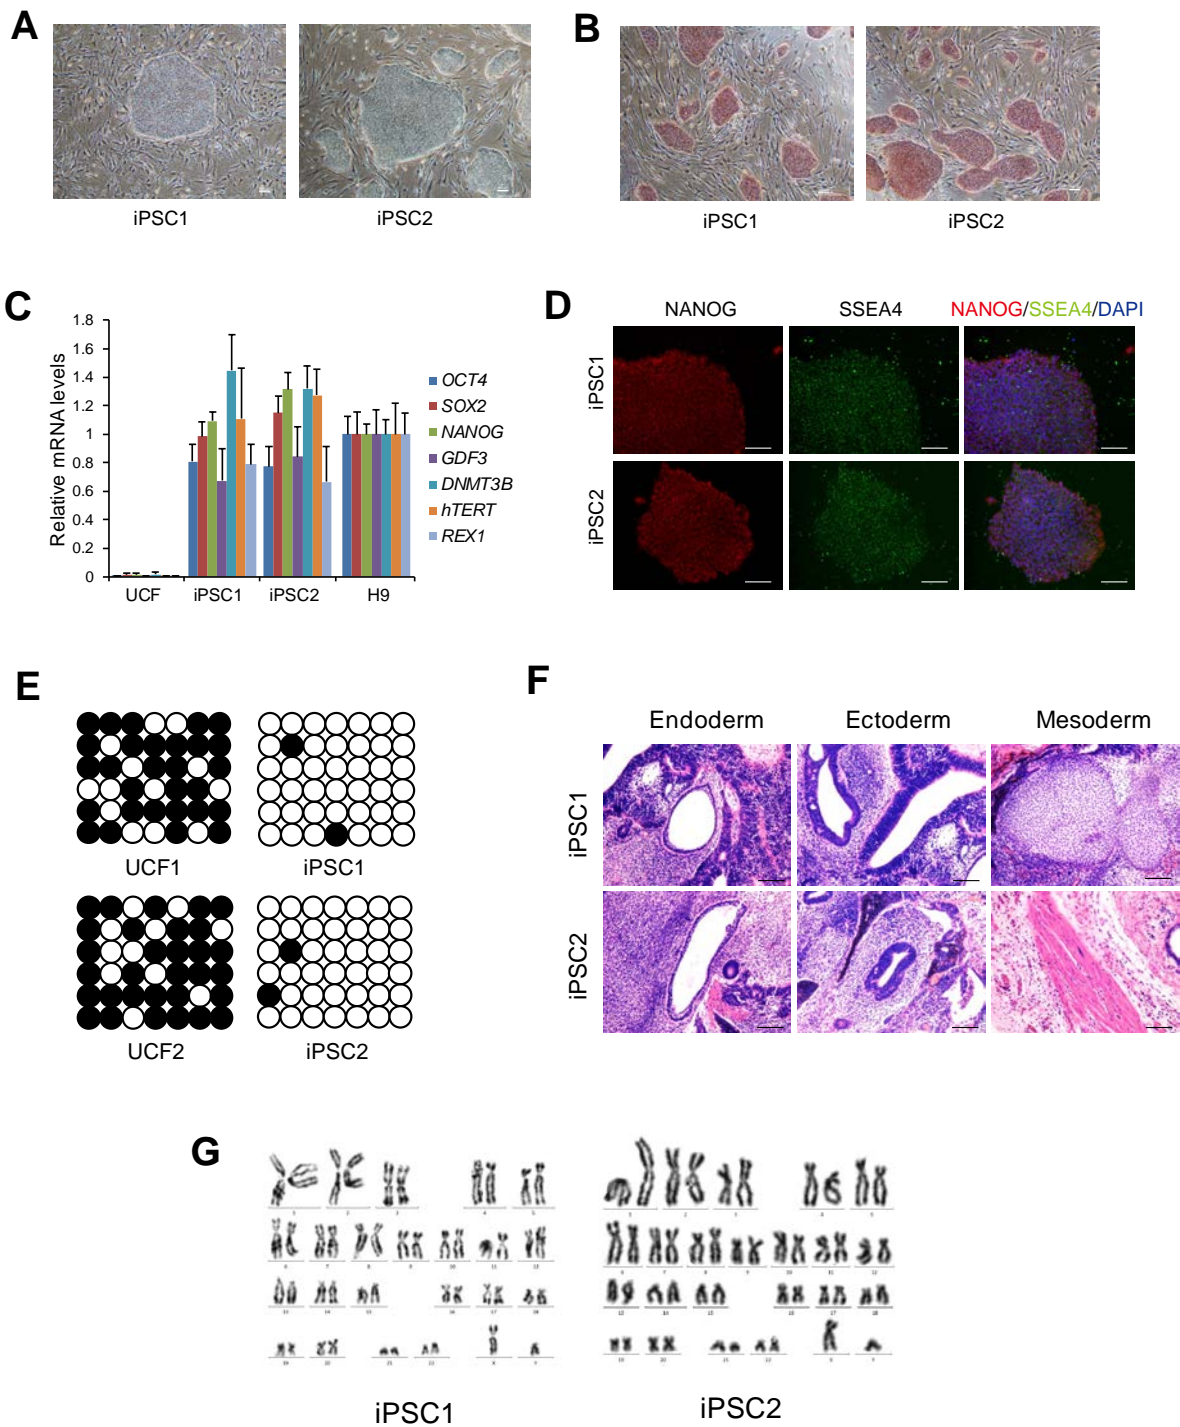 A
iPSC1
iPSC2
B
iPSC1
iPSC2
C
Relative mRNA levels
1.8
1.6
1.4
1.2
1
0.8
0.6
0.4
0.2
0
UCF
iPSC1
iPSC2
H9
OCT4
SOX2
NANOG
GDF3
DNMT3B
hTERT
REX1
D
NANOG
SSEA4
NANOG/SSEA4/DAPI
iPSC1
iPSC2
E
UCF1
iPSC1
UCF2
iPSC2
F
Endoderm
Ectoderm
Mesoderm
iPSC1
iPSC2
G
iPSC1
iPSC2